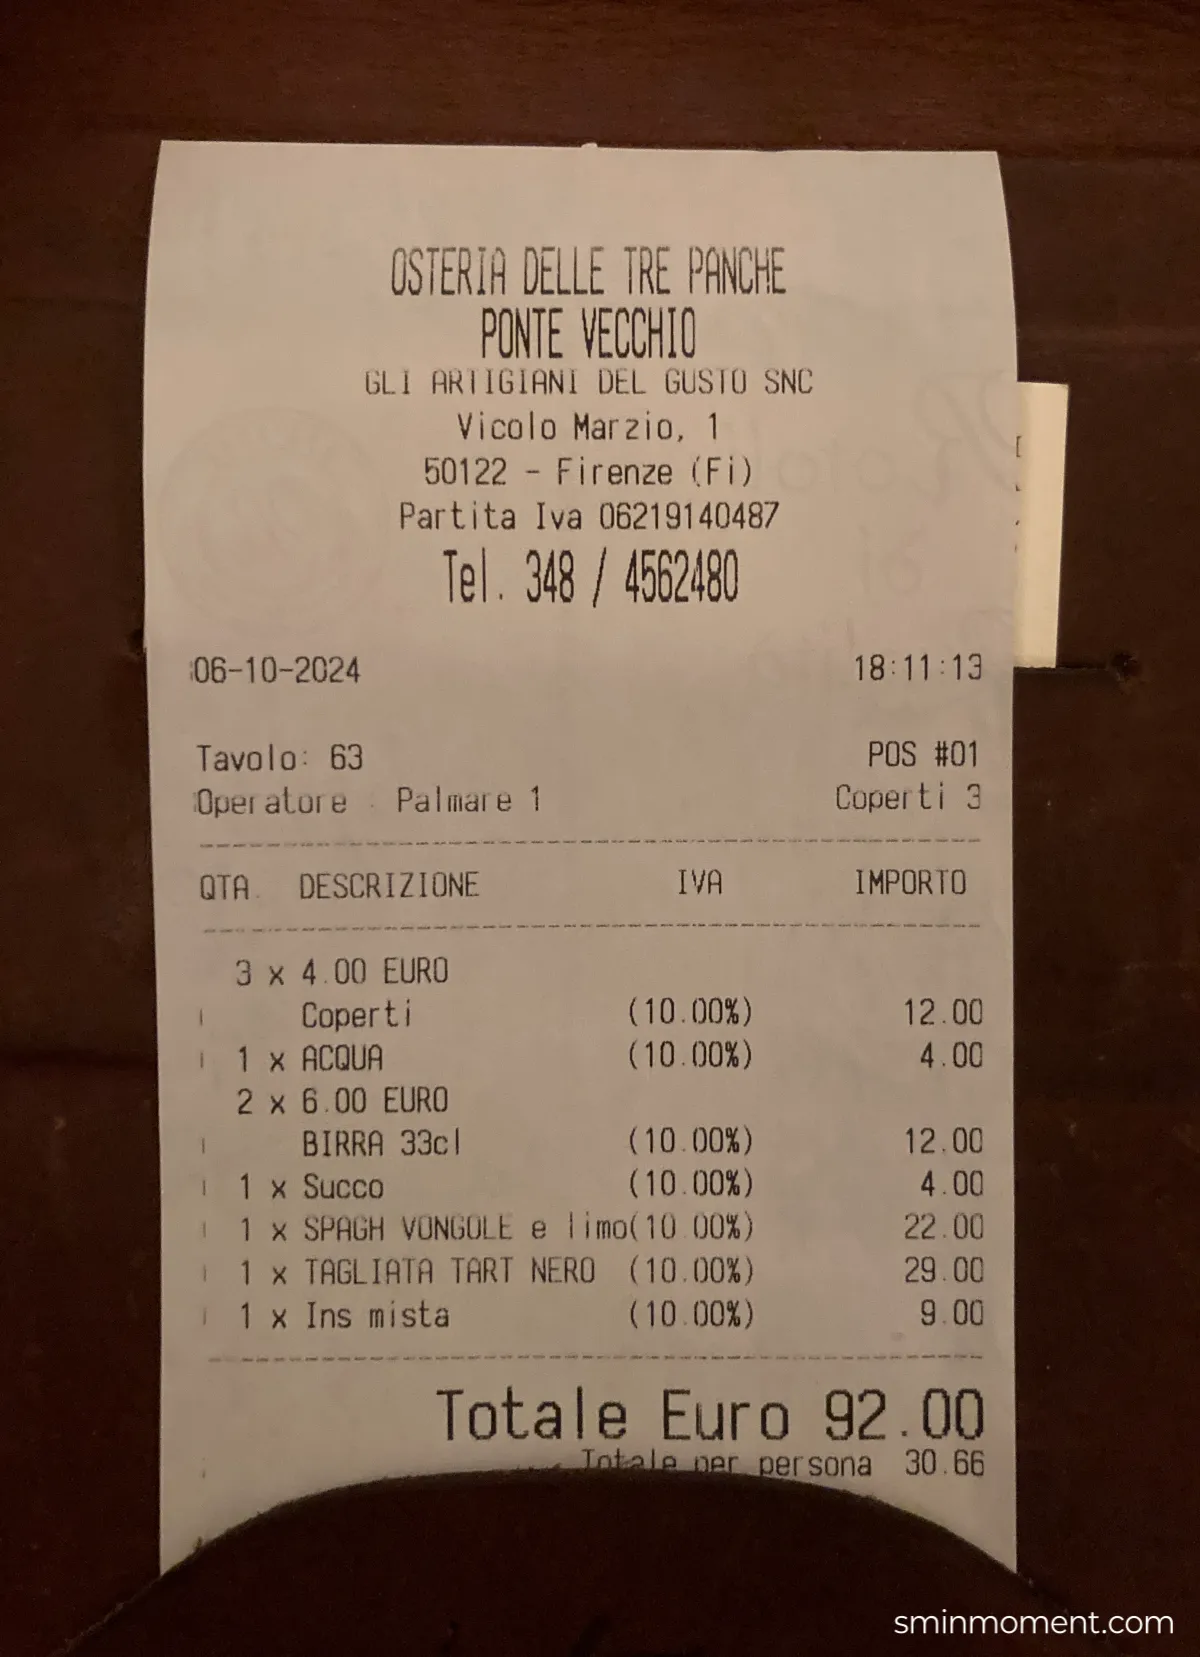 OSTERIA DELLE TRE PANCHE
PONTE VECCHIO
GLI ARTIGIANI DEL GUSTO SNC
Vicolo Marzio, 1
50122 - Firenze (Fi)
Partita Iva 06219140487
Tel. 348 / 4562480
06-10-2024 18:11:13
Tavolo: 63 POS #01
Operatore : Palmare 1 Coperti 3
QTA. DESCRIZIONE IVA IMPORTO
3 x 4.00 EURO
Coperti (10.00%) 12.00
1 x ACQUA (10.00%) 4.00
2 x 6.00 EURO
BIRRA 33cl (10.00%) 12.00
1 x Succo (10.00%) 4.00
1 x SPAGH VONGOLE e limo(10.00%) 22.00
1 x TAGLIATA TART NERO (10.00%) 29.00
1 x Ins mista (10.00%) 9.00
Totale Euro 92.00
Totale per persona 30.66
sminmoment.com